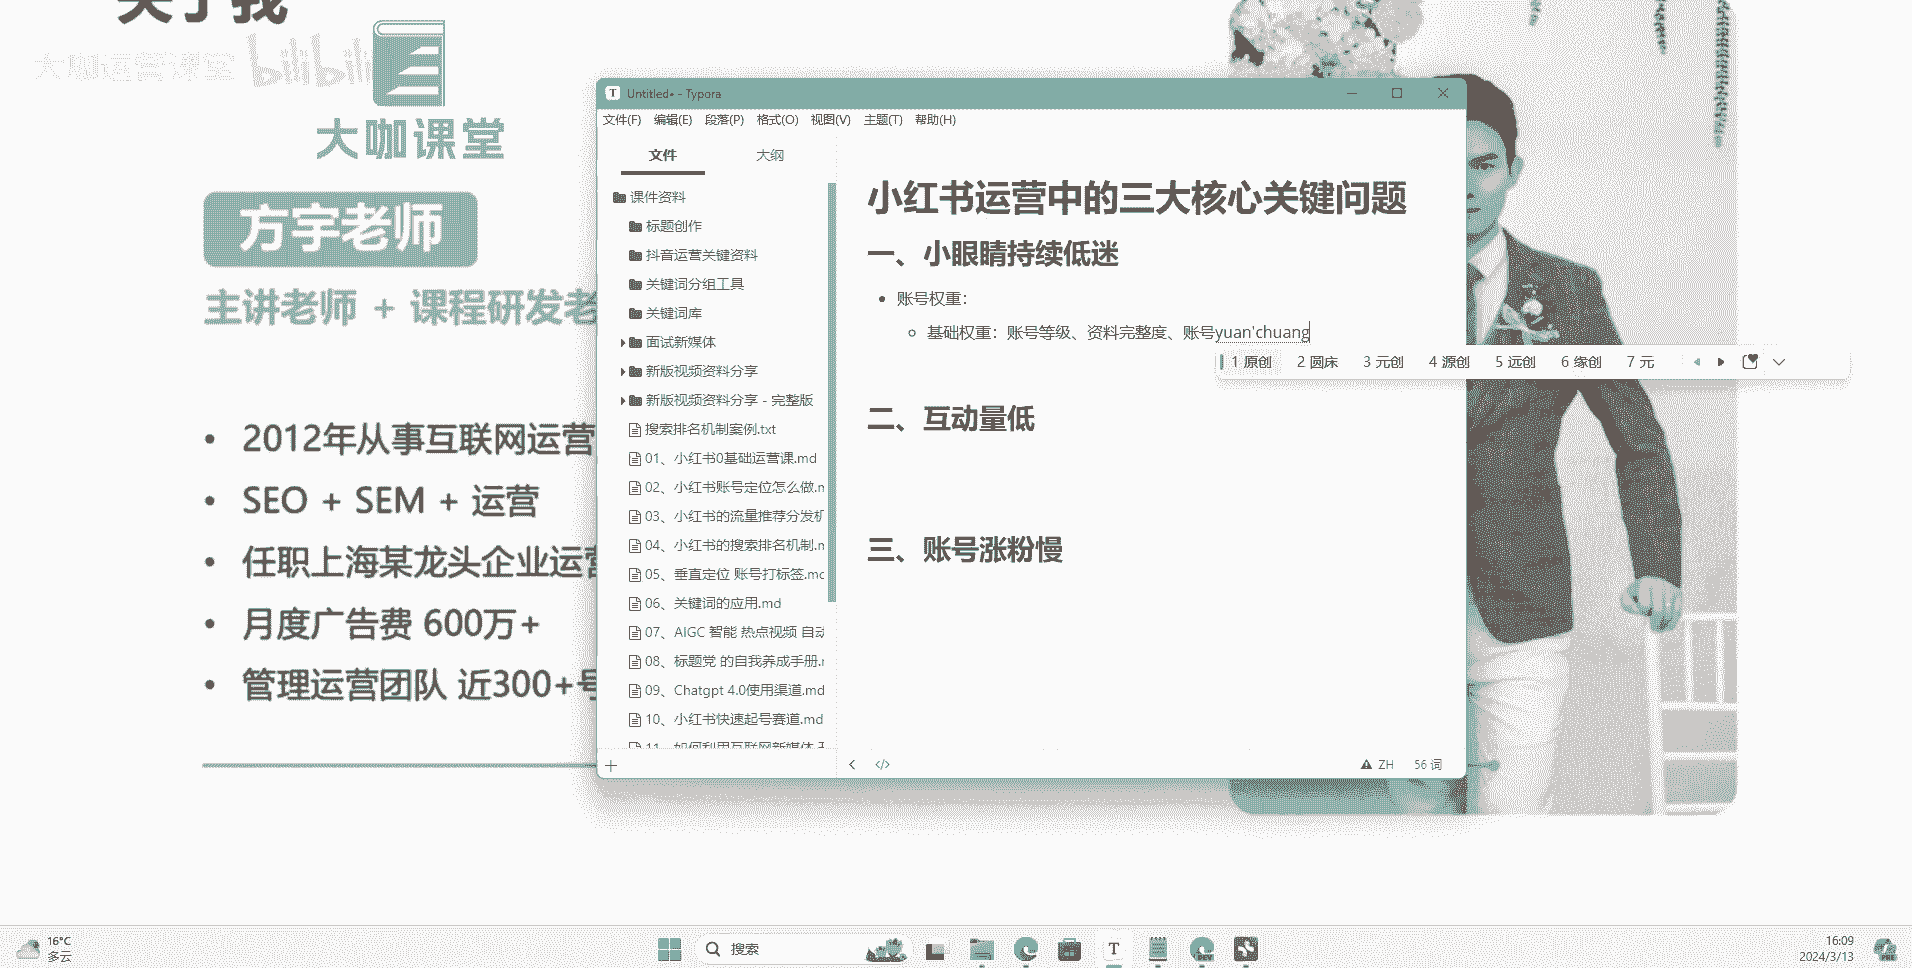 关于我
大咖运营课堂 bilibili
大咖课堂
方宇老师
主讲老师 + 课程研发老
2012年从事互联网运营
SEO + SEM + 运营
任职上海某龙头企业运营
月度广告费 600万+
管理运营团队 近300+号
Untitled• - Typora
文件(F) 编辑(E) 段落(P) 格式(O) 视图(V) 主题(T) 帮助(H)
文件 大纲
课件资料
标题创作
抖音运营关键资料
关键词分组工具
关键词库
面试新媒体
新版视频资料分享
新版视频资料分享 - 完整版
搜索排名机制案例.txt
01、小红书0基础运营课.md
02、小红书账号定位怎么做.m
03、小红书的流量推荐分发机
04、小红书的搜索排名机制.m
05、垂直定位 账号打标签.mc
06、关键词的应用.md
07、AIGC 智能 热点视频 自动
08、标题党 的自我养成手册.r
09、Chatgpt 4.0使用渠道.md
10、小红书快速起号赛道.md
11、如何利用互联网新媒体
小红书运营中的三大核心关键问题
一、小眼睛持续低迷
账号权重：
基础权重：账号等级、资料完整度、账号yuan'chuang
1 原创 2 圆床 3 元创 4 源创 5 远创 6 缘创 7 元
二、互动量低
三、账号涨粉慢
ZH 56 词
16°C
多云
搜索
DEV
16:09
2024/3/13
PRE